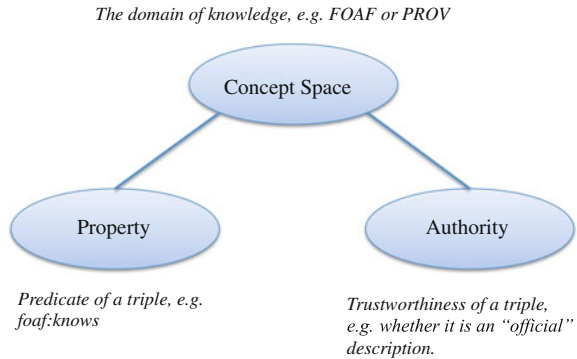 The domain of knowledge, e.g. FOAF or PROV
Concept Space
Property
Authority
Predicate of a triple, e.g.
foaf:knows
Trustworthiness of a triple,
e.g. whether it is an “official”
description.